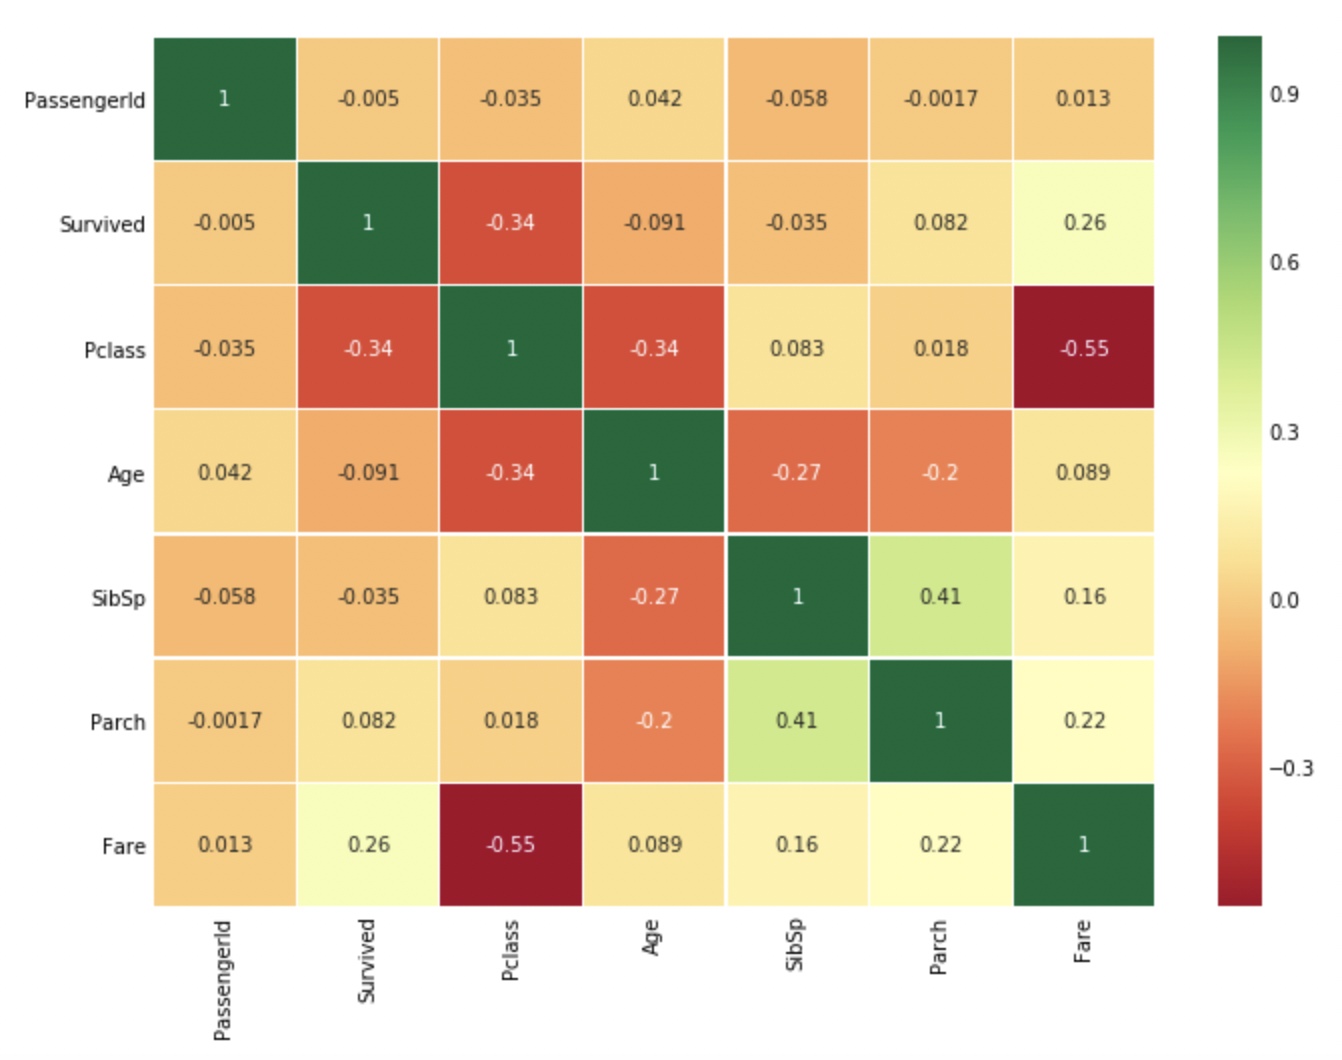 PassengerId 1 -0.005 -0.035 0.042 -0.058 -0.0017 0.013
Survived -0.005 1 -0.34 -0.091 -0.035 0.082 0.26
Pclass -0.035 -0.34 1 -0.34 0.083 0.018 -0.55
Age 0.042 -0.091 -0.34 1 -0.27 -0.2 0.089
SibSp -0.058 -0.035 0.083 -0.27 1 0.41 0.16
Parch -0.0017 0.082 0.018 -0.2 0.41 1 0.22
Fare 0.013 0.26 -0.55 0.089 0.16 0.22 1
PassengerId Survived Pclass Age SibSp Parch Fare
0.9
0.6
0.3
0.0
−0.3